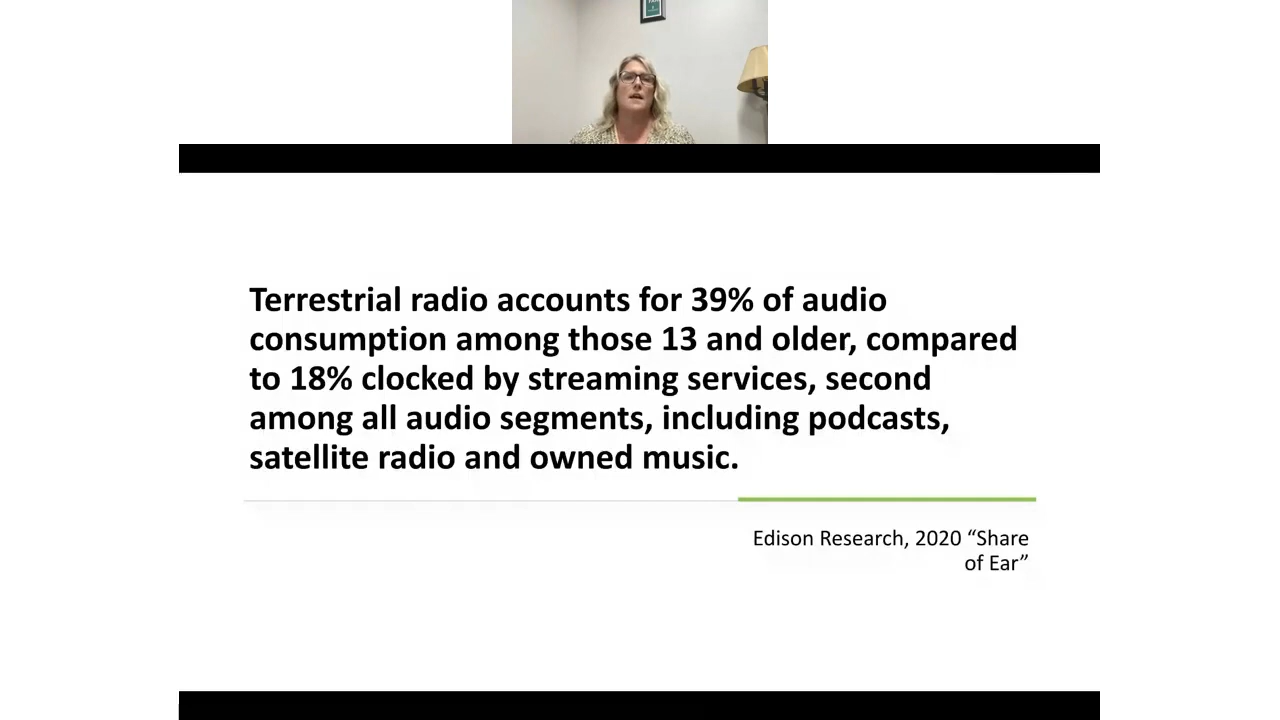 Terrestrial radio accounts for 39% of audio
consumption among those 13 and older, compared
to 18% clocked by streaming services, second
among all audio segments, including podcasts,
satellite radio and owned music.
Edison Research, 2020 “Share
of Ear”